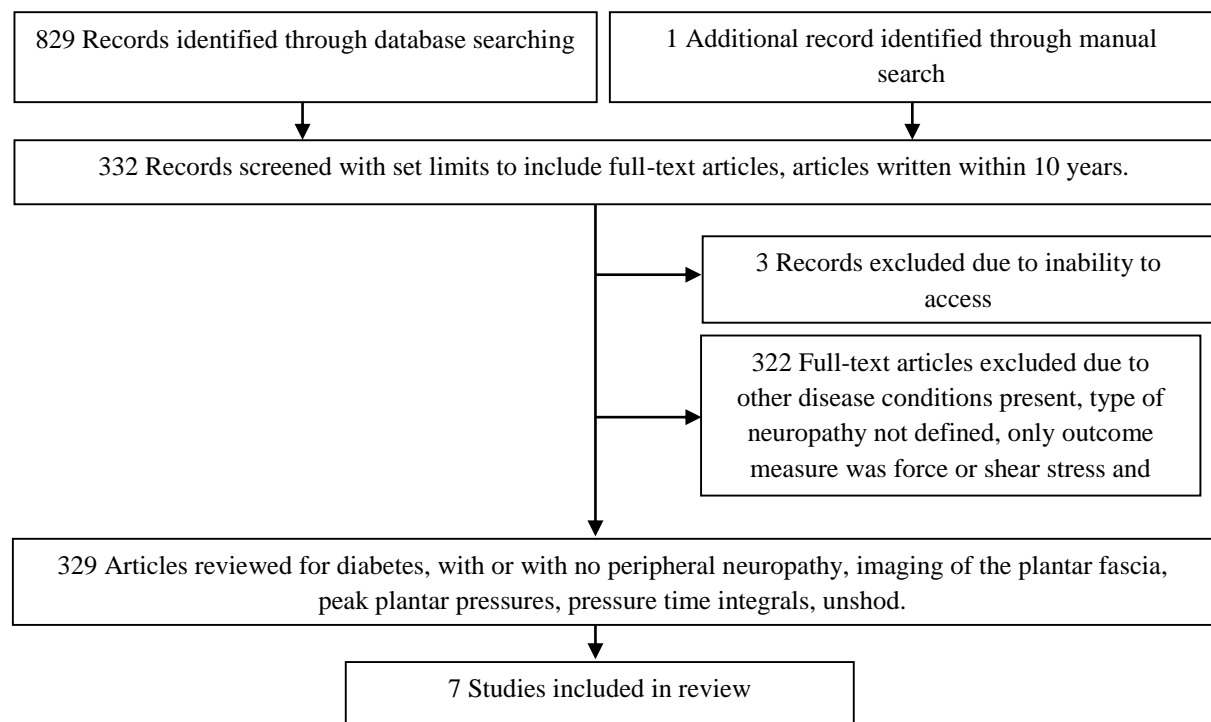 829 Records identified through database searching
1 Additional record identified through manual
search
332 Records screened with set limits to include full-text articles, articles written within 10 years.
3 Records excluded due to inability to
access
322 Full-text articles excluded due to
other disease conditions present, type of
neuropathy not defined, only outcome
measure was force or shear stress and
329 Articles reviewed for diabetes, with or with no peripheral neuropathy, imaging of the plantar fascia,
peak plantar pressures, pressure time integrals, unshod.
7 Studies included in review